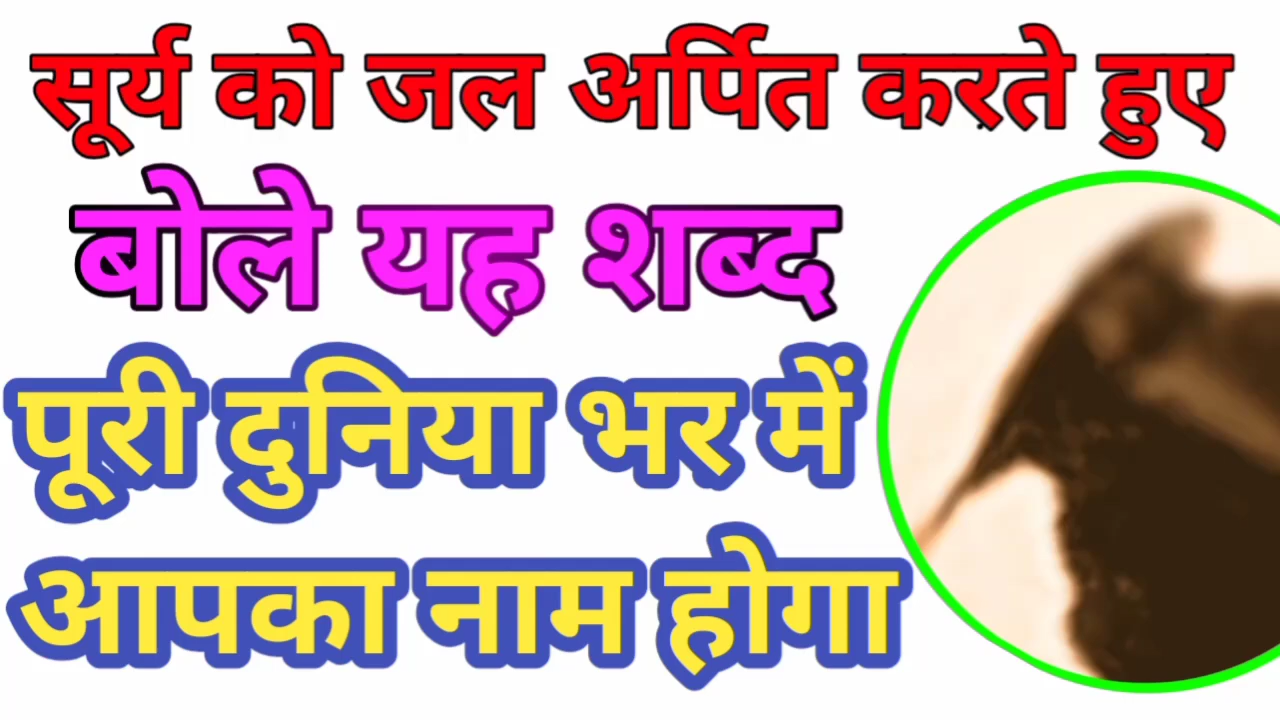 सूर्य को जल अर्पित करते हुए
बोले यह शब्द
पूरी दुनिया भर में
आपका नाम होगा